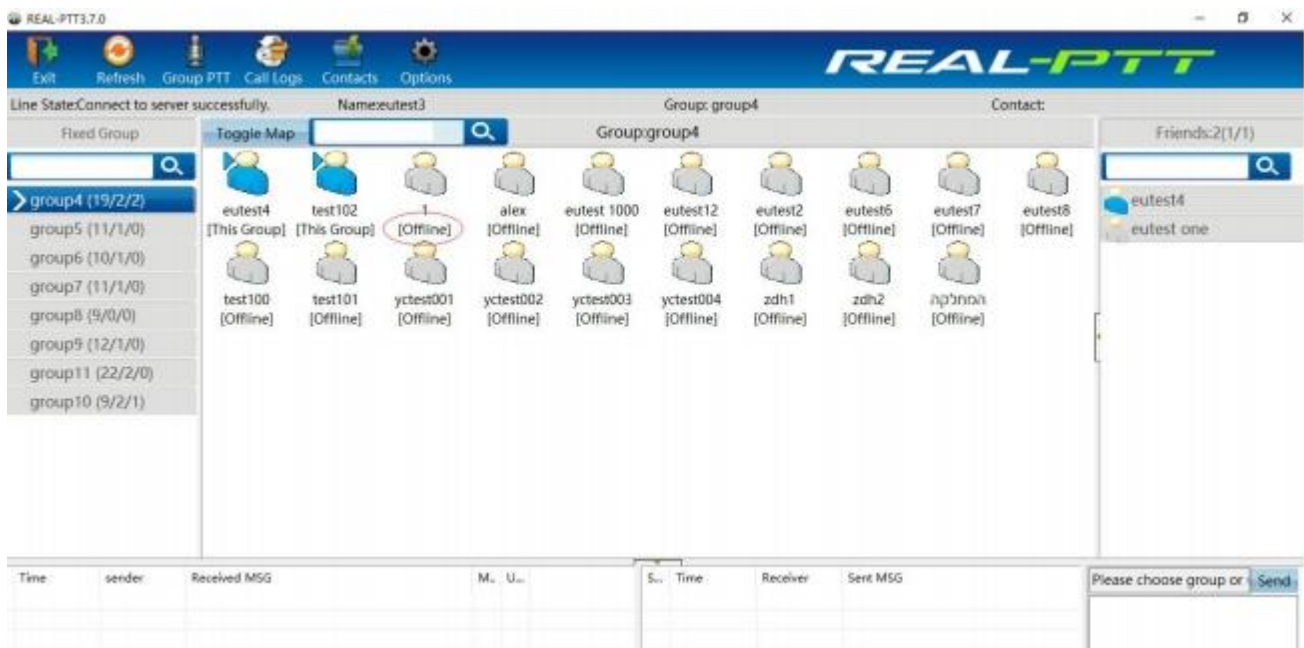 REAL-PTT3.7.0
Exit Refresh Group PTT Call Logs Contacts Options
REAL-PTT
Line State:Connect to server successfully. Name:eutest3 Group: group4 Contact:
Fixed Group Toggle Map Group:group4 Friends:2(1/1)
group4 (19/2/2)
group5 (11/1/0)
group6 (10/1/0)
group7 (11/1/0)
group8 (9/0/0)
group9 (12/1/0)
group11 (22/2/0)
group10 (9/2/1)
eutest4 test102 1 alex eutest 1000 eutest12 eutest2 eutest6 eutest7 eutest8
[This Group] [This Group] [Offline] [Offline] [Offline] [Offline] [Offline] [Offline] [Offline] [Offline]
test100 test101 yctest001 yctest002 yctest003 yctest004 zdh1 zdh2 המחלקה
[Offline] [Offline] [Offline] [Offline] [Offline] [Offline] [Offline] [Offline] [Offline]
eutest4
eutest one
Time sender Received MSG M.. U... S... Time Receiver Sent MSG
Please choose group or Send